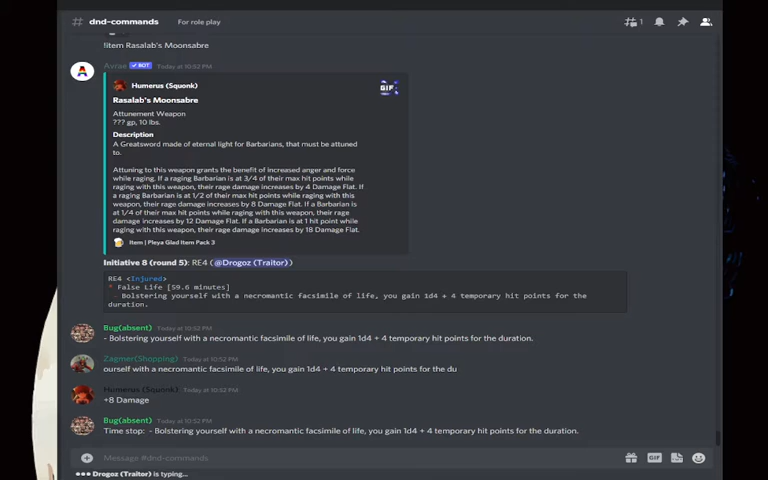 # dnd-commands For role play 1
!item Rasalab's Moonsabre
Avrae ✓ BOT Today at 10:52 PM
Humerus (Squonk)
GIF
Rasalab's Moonsabre
Attunement Weapon
??? gp, 10 lbs.
Description
A Greatsword made of eternal light for Barbarians, that must be attuned
to.
Attuning to this weapon grants the benefit of increased anger and force
while raging. If a raging Barbarian is at 3/4 of their max hit points while
raging with this weapon, their rage damage increases by 4 Damage Flat. If
a raging Barbarian is at 1/2 of their max hit points while raging with this
weapon, their rage damage increases by 8 Damage Flat. If a Barbarian is
at 1/4 of their max hit points while raging with this weapon, their rage
damage increases by 12 Damage Flat. If a Barbarian is at 1 hit point while
raging with this weapon, their rage damage increases by 18 Damage Flat.
Item | Pleya Glad Item Pack 3
Initiative 8 (round 5): RE4 (@Drogoz (Traitor))
RE4 <Injured>
* False Life [59.6 minutes]
- Bolstering yourself with a necromantic facsimile of life, you gain 1d4 + 4 temporary hit points for the
duration.
Bug(absent) Today at 10:52 PM
- Bolstering yourself with a necromantic facsimile of life, you gain 1d4 + 4 temporary hit points for the duration.
Zagmer(Shopping) Today at 10:52 PM
ourself with a necromantic facsimile of life, you gain 1d4 + 4 temporary hit points for the du
Humerus (Squonk) Today at 10:52 PM
+8 Damage
Bug(absent) Today at 10:52 PM
Time stop: - Bolstering yourself with a necromantic facsimile of life, you gain 1d4 + 4 temporary hit points for the duration.
Message #dnd-commands GIF
Drogoz (Traitor) is typing...